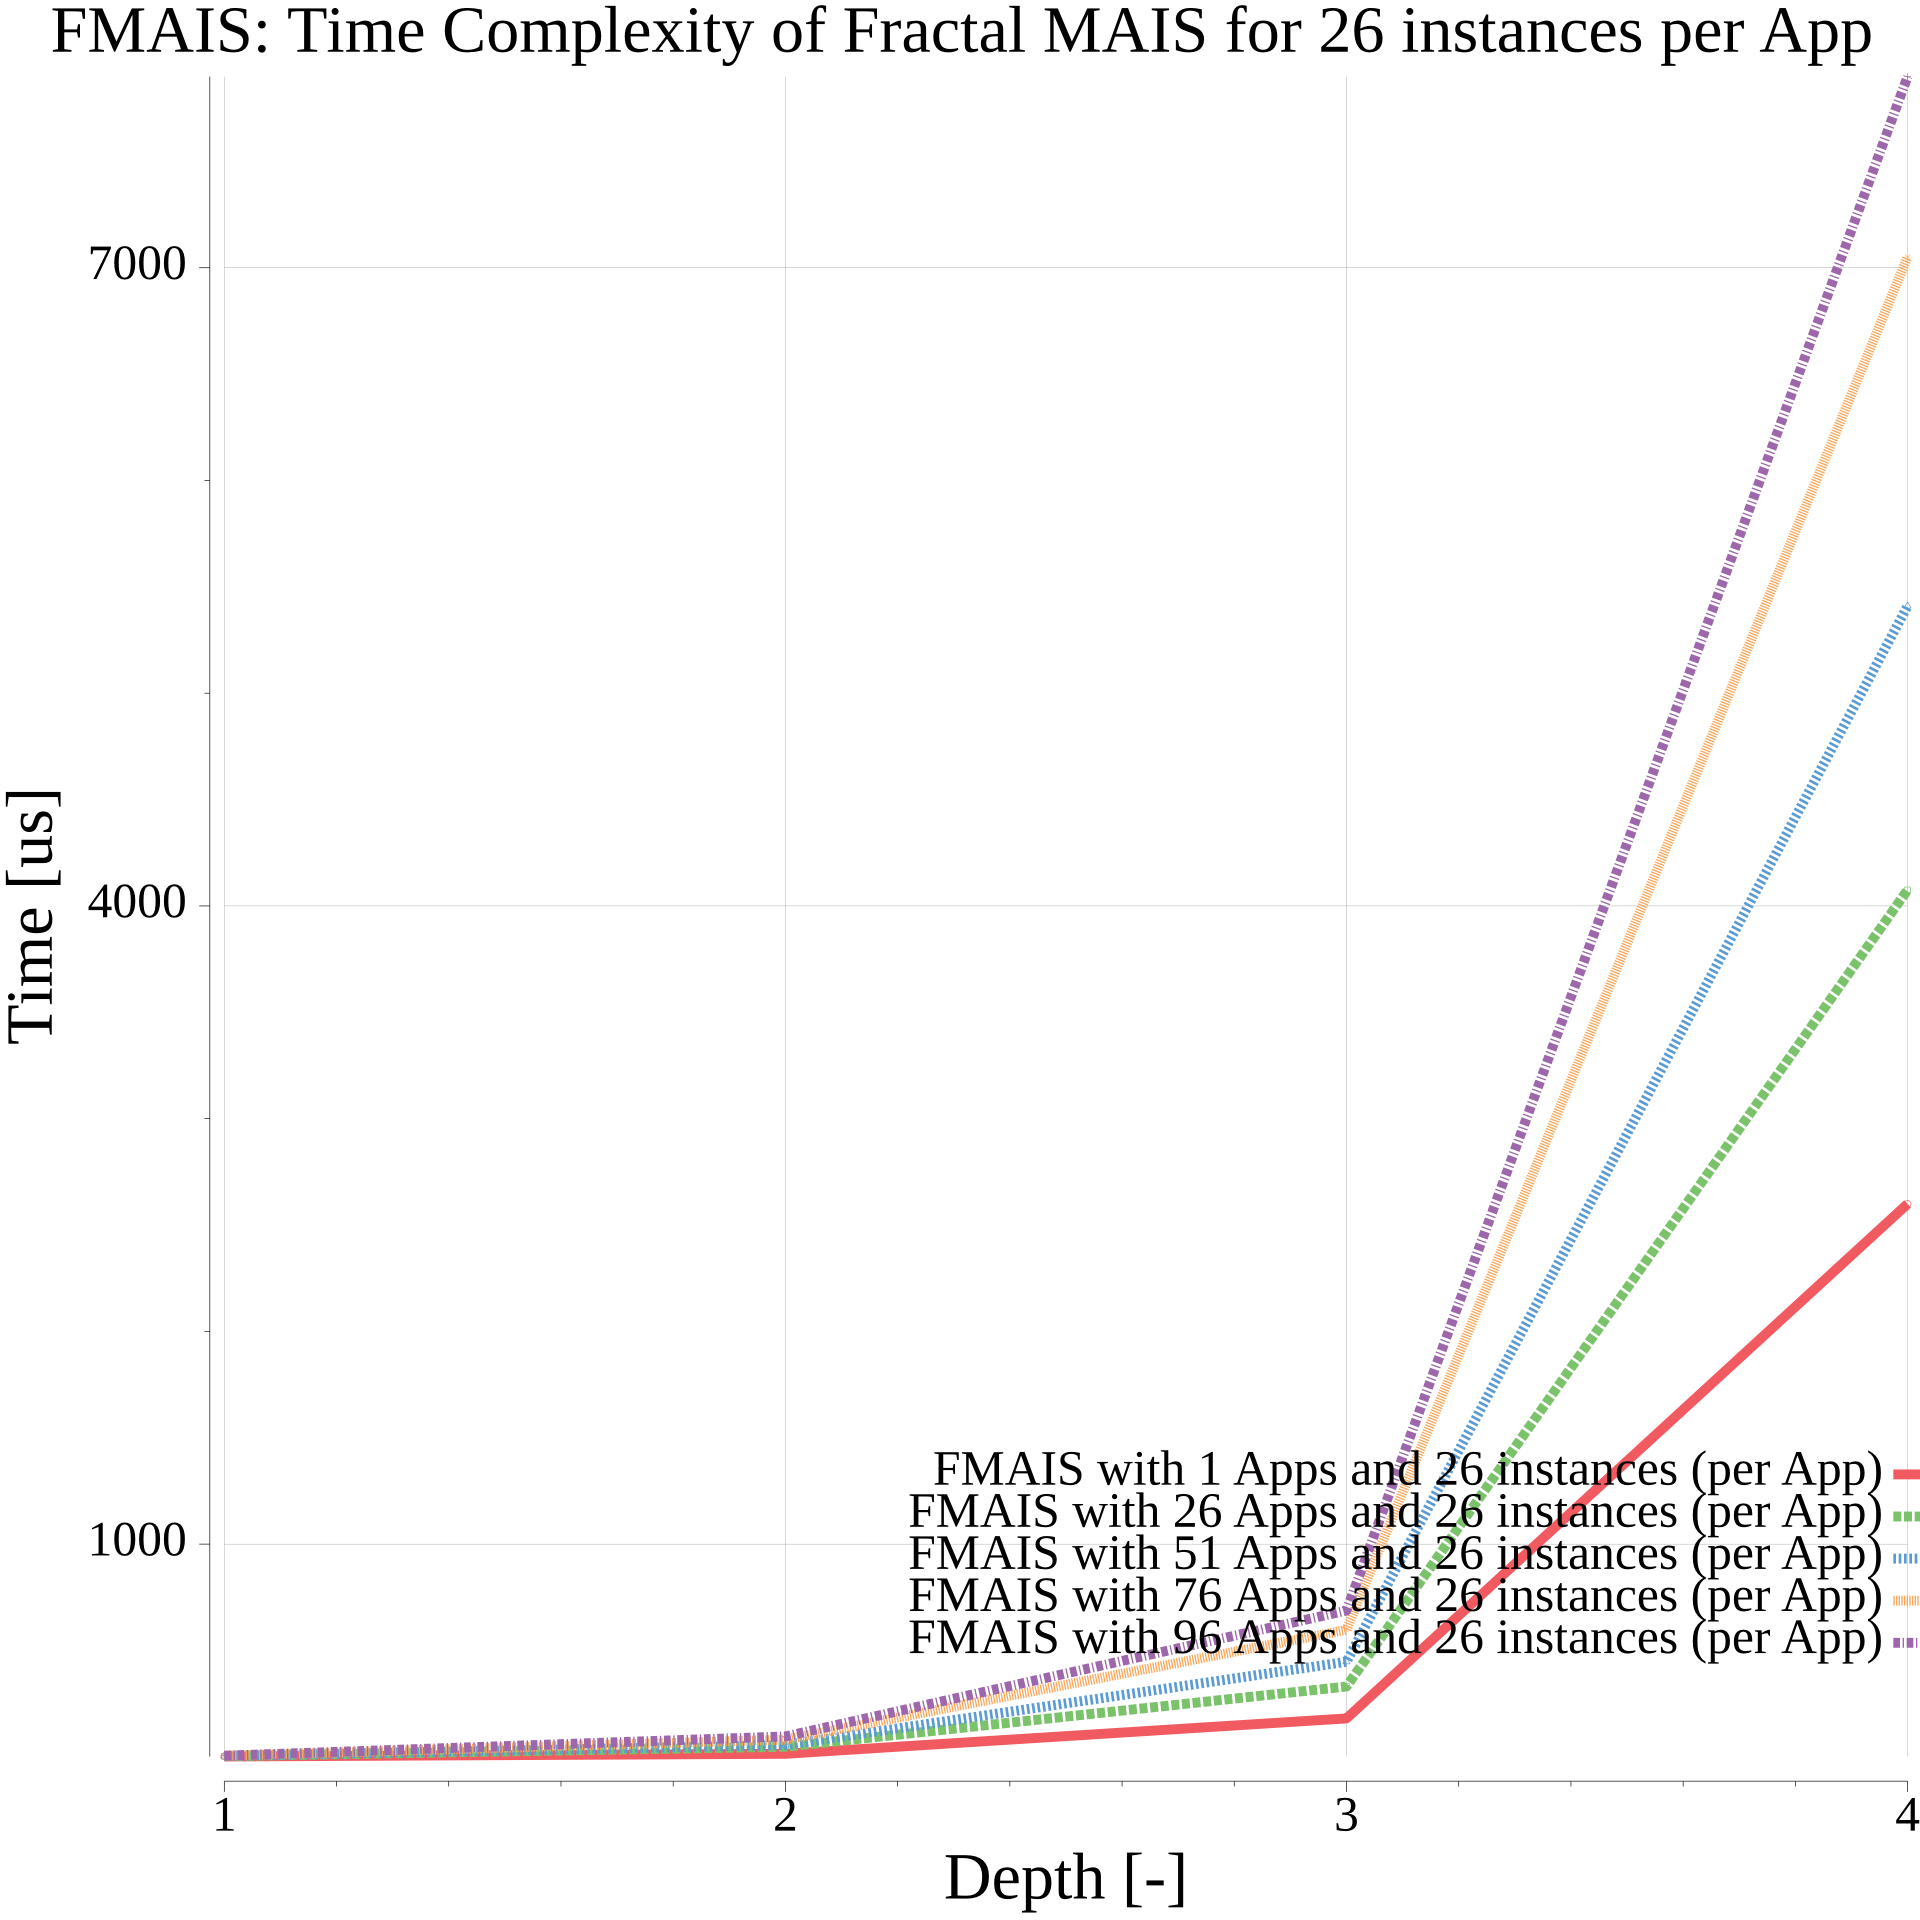 FMAIS: Time Complexity of Fractal MAIS for 26 instances per App
7000
4000
1000
Time [us]
FMAIS with 1 Apps and 26 instances (per App)
FMAIS with 26 Apps and 26 instances (per App)
FMAIS with 51 Apps and 26 instances (per App)
FMAIS with 76 Apps and 26 instances (per App)
FMAIS with 96 Apps and 26 instances (per App)
1 2 3 4
Depth [-]